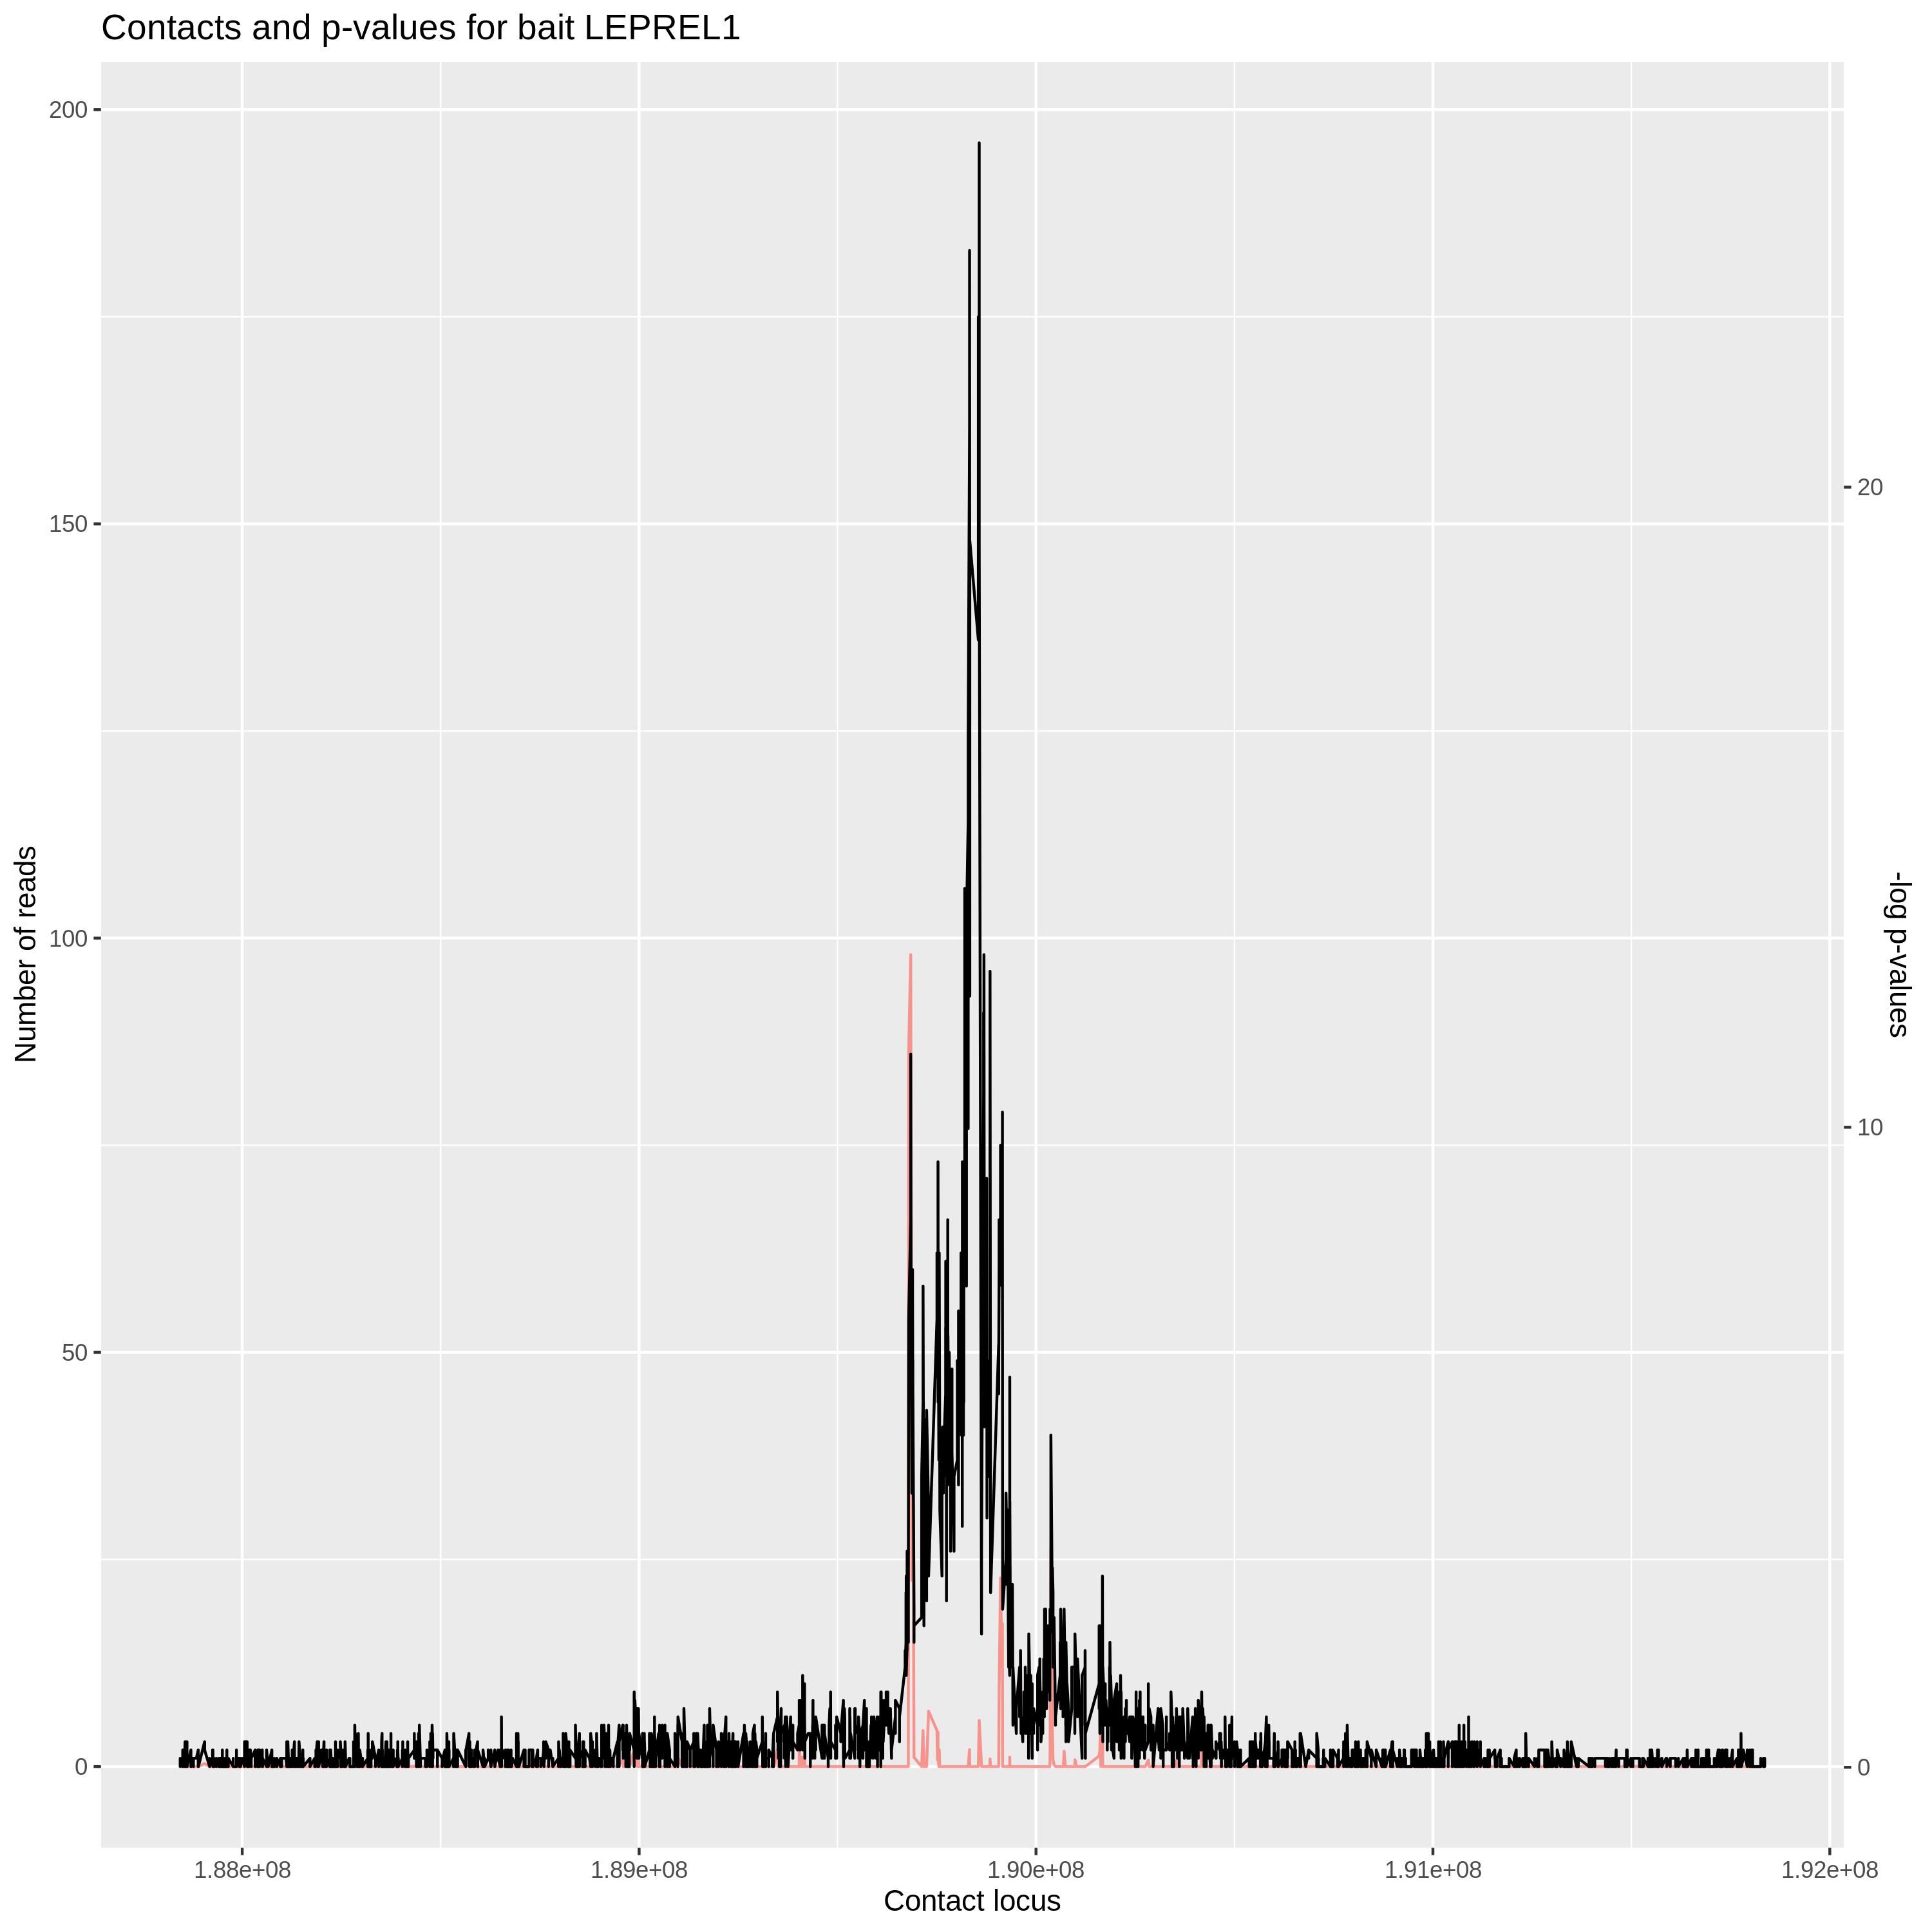 Contacts and p-values for bait LEPREL1
200
150
100
50
0
Number of reads
20
10
0
-log p-values
1.88e+08 1.89e+08 1.90e+08 1.91e+08 1.92e+08
Contact locus